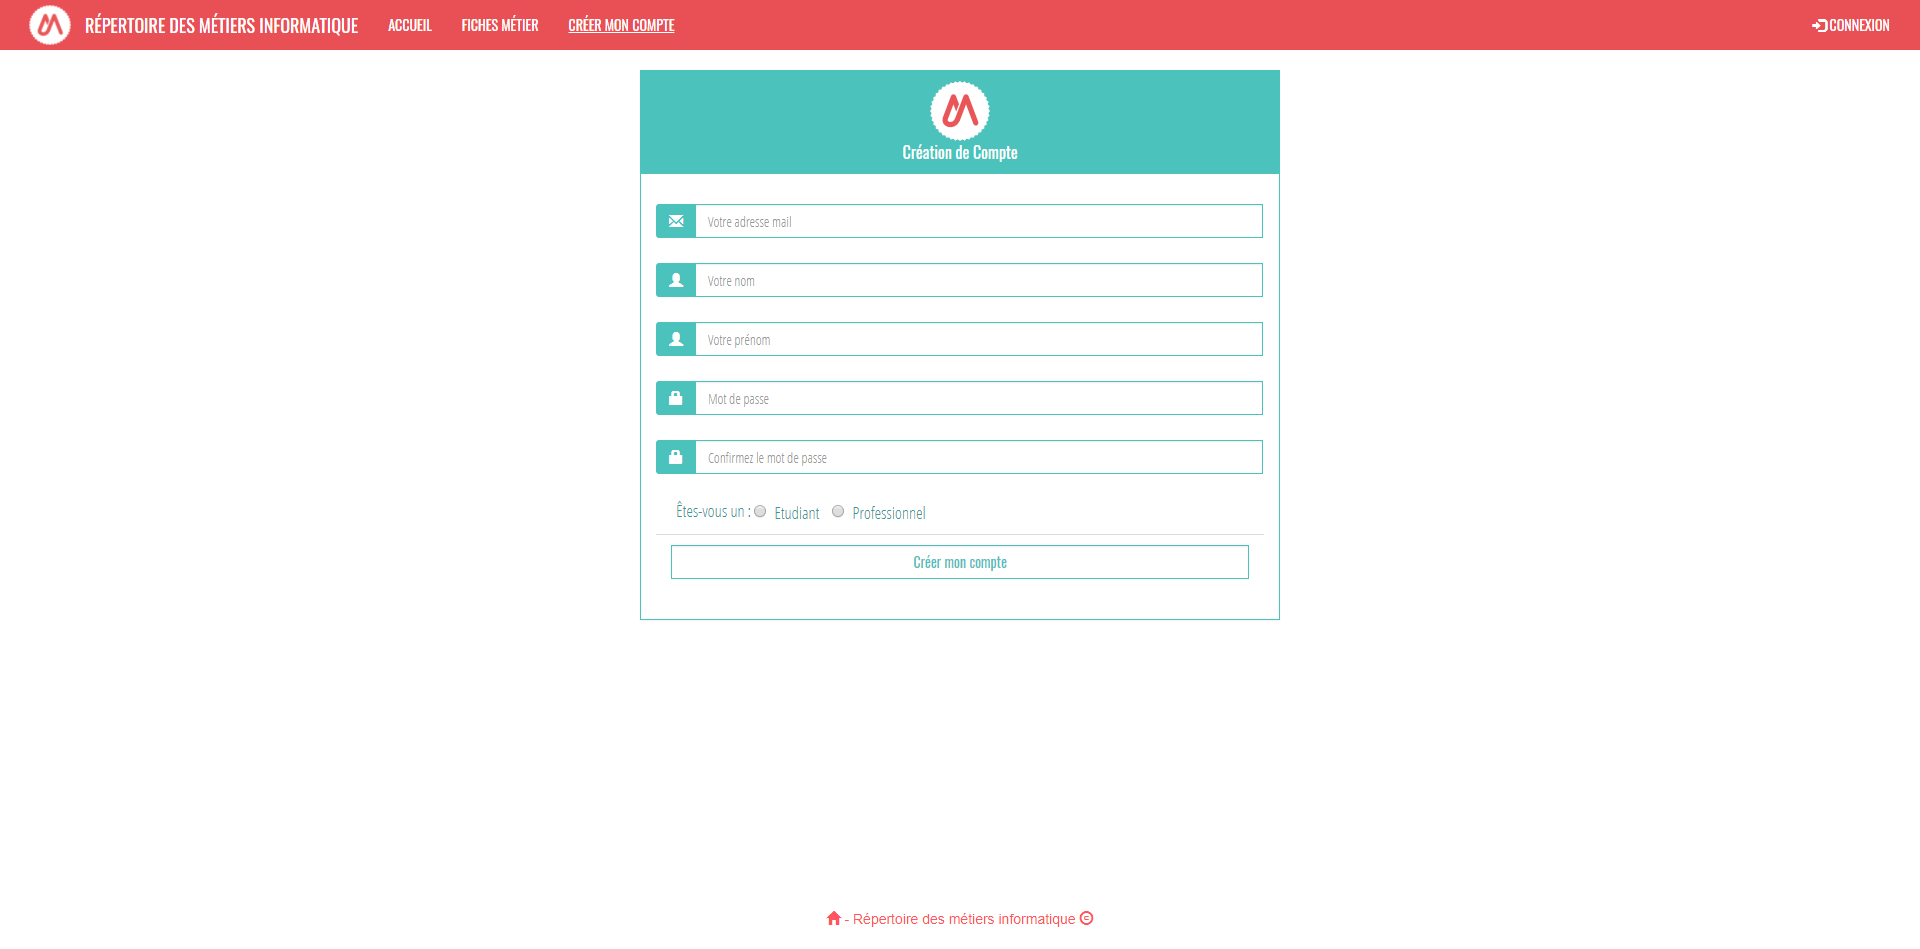 RÉPERTOIRE DES MÉTIERS INFORMATIQUE ACCUEIL FICHES MÉTIER CRÉER MON COMPTE CONNEXION
Création de Compte
Votre adresse mail
Votre nom
Votre prénom
Mot de passe
Confirmez le mot de passe
Êtes-vous un : Etudiant Professionnel
Créer mon compte
- Répertoire des métiers informatique ©